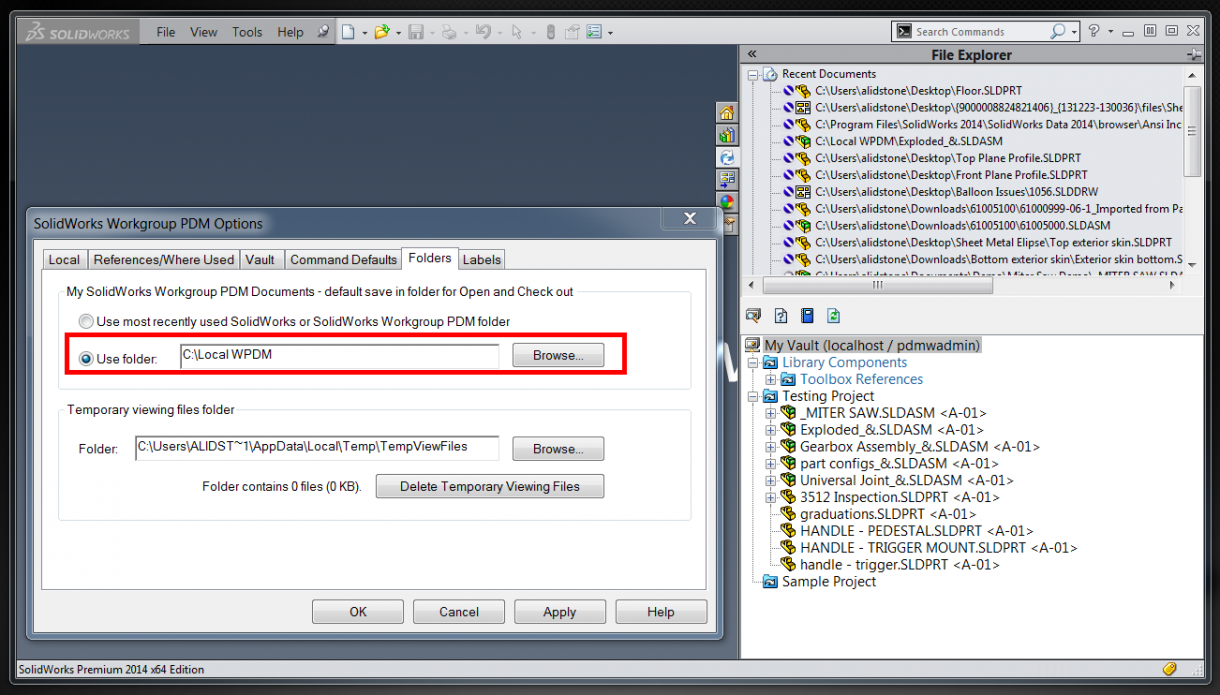 SOLIDWORKS File View Tools Help Search Commands
File Explorer
Recent Documents
C:\Users\alidstone\Desktop\Floor.SLDPRT
C:\Users\alidstone\Desktop\{9000008824821406}_{131223-130036}\files\She
C:\Program Files\SolidWorks 2014\SolidWorks Data 2014\browser\Ansi Inc
C:\Local WPDM\Exploded_&.SLDASM
C:\Users\alidstone\Desktop\Top Plane Profile.SLDPRT
C:\Users\alidstone\Desktop\Front Plane Profile.SLDPRT
C:\Users\alidstone\Desktop\Balloon Issues\1056.SLDDRW
C:\Users\alidstone\Downloads\61005100\61000999-06-1_Imported from Pa
C:\Users\alidstone\Downloads\61005100\61005000.SLDASM
C:\Users\alidstone\Desktop\Sheet Metal Elipse\Top exterior skin.SLDPRT
C:\Users\alidstone\Downloads\Bottom exterior skin\Exterior skin bottom.S
SolidWorks Workgroup PDM Options
Local References/Where Used Vault Command Defaults Folders Labels
My SolidWorks Workgroup PDM Documents - default save in folder for Open and Check out
Use most recently used SolidWorks or SolidWorks Workgroup PDM folder
Use folder: C:\Local WPDM Browse...
Temporary viewing files folder
Folder: C:\Users\ALIDST~1\AppData\Local\Temp\TempViewFiles Browse...
Folder contains 0 files (0 KB). Delete Temporary Viewing Files
OK Cancel Apply Help
My Vault (localhost / pdmwadmin)
Library Components
Toolbox References
Testing Project
_MITER SAW.SLDASM <A-01>
Exploded_&.SLDASM <A-01>
Gearbox Assembly_&.SLDASM <A-01>
part configs_&.SLDASM <A-01>
Universal Joint_&.SLDASM <A-01>
3512 Inspection.SLDPRT <A-01>
graduations.SLDPRT <A-01>
HANDLE - PEDESTAL.SLDPRT <A-01>
HANDLE - TRIGGER MOUNT.SLDPRT <A-01>
handle - trigger.SLDPRT <A-01>
Sample Project
SolidWorks Premium 2014 x64 Edition